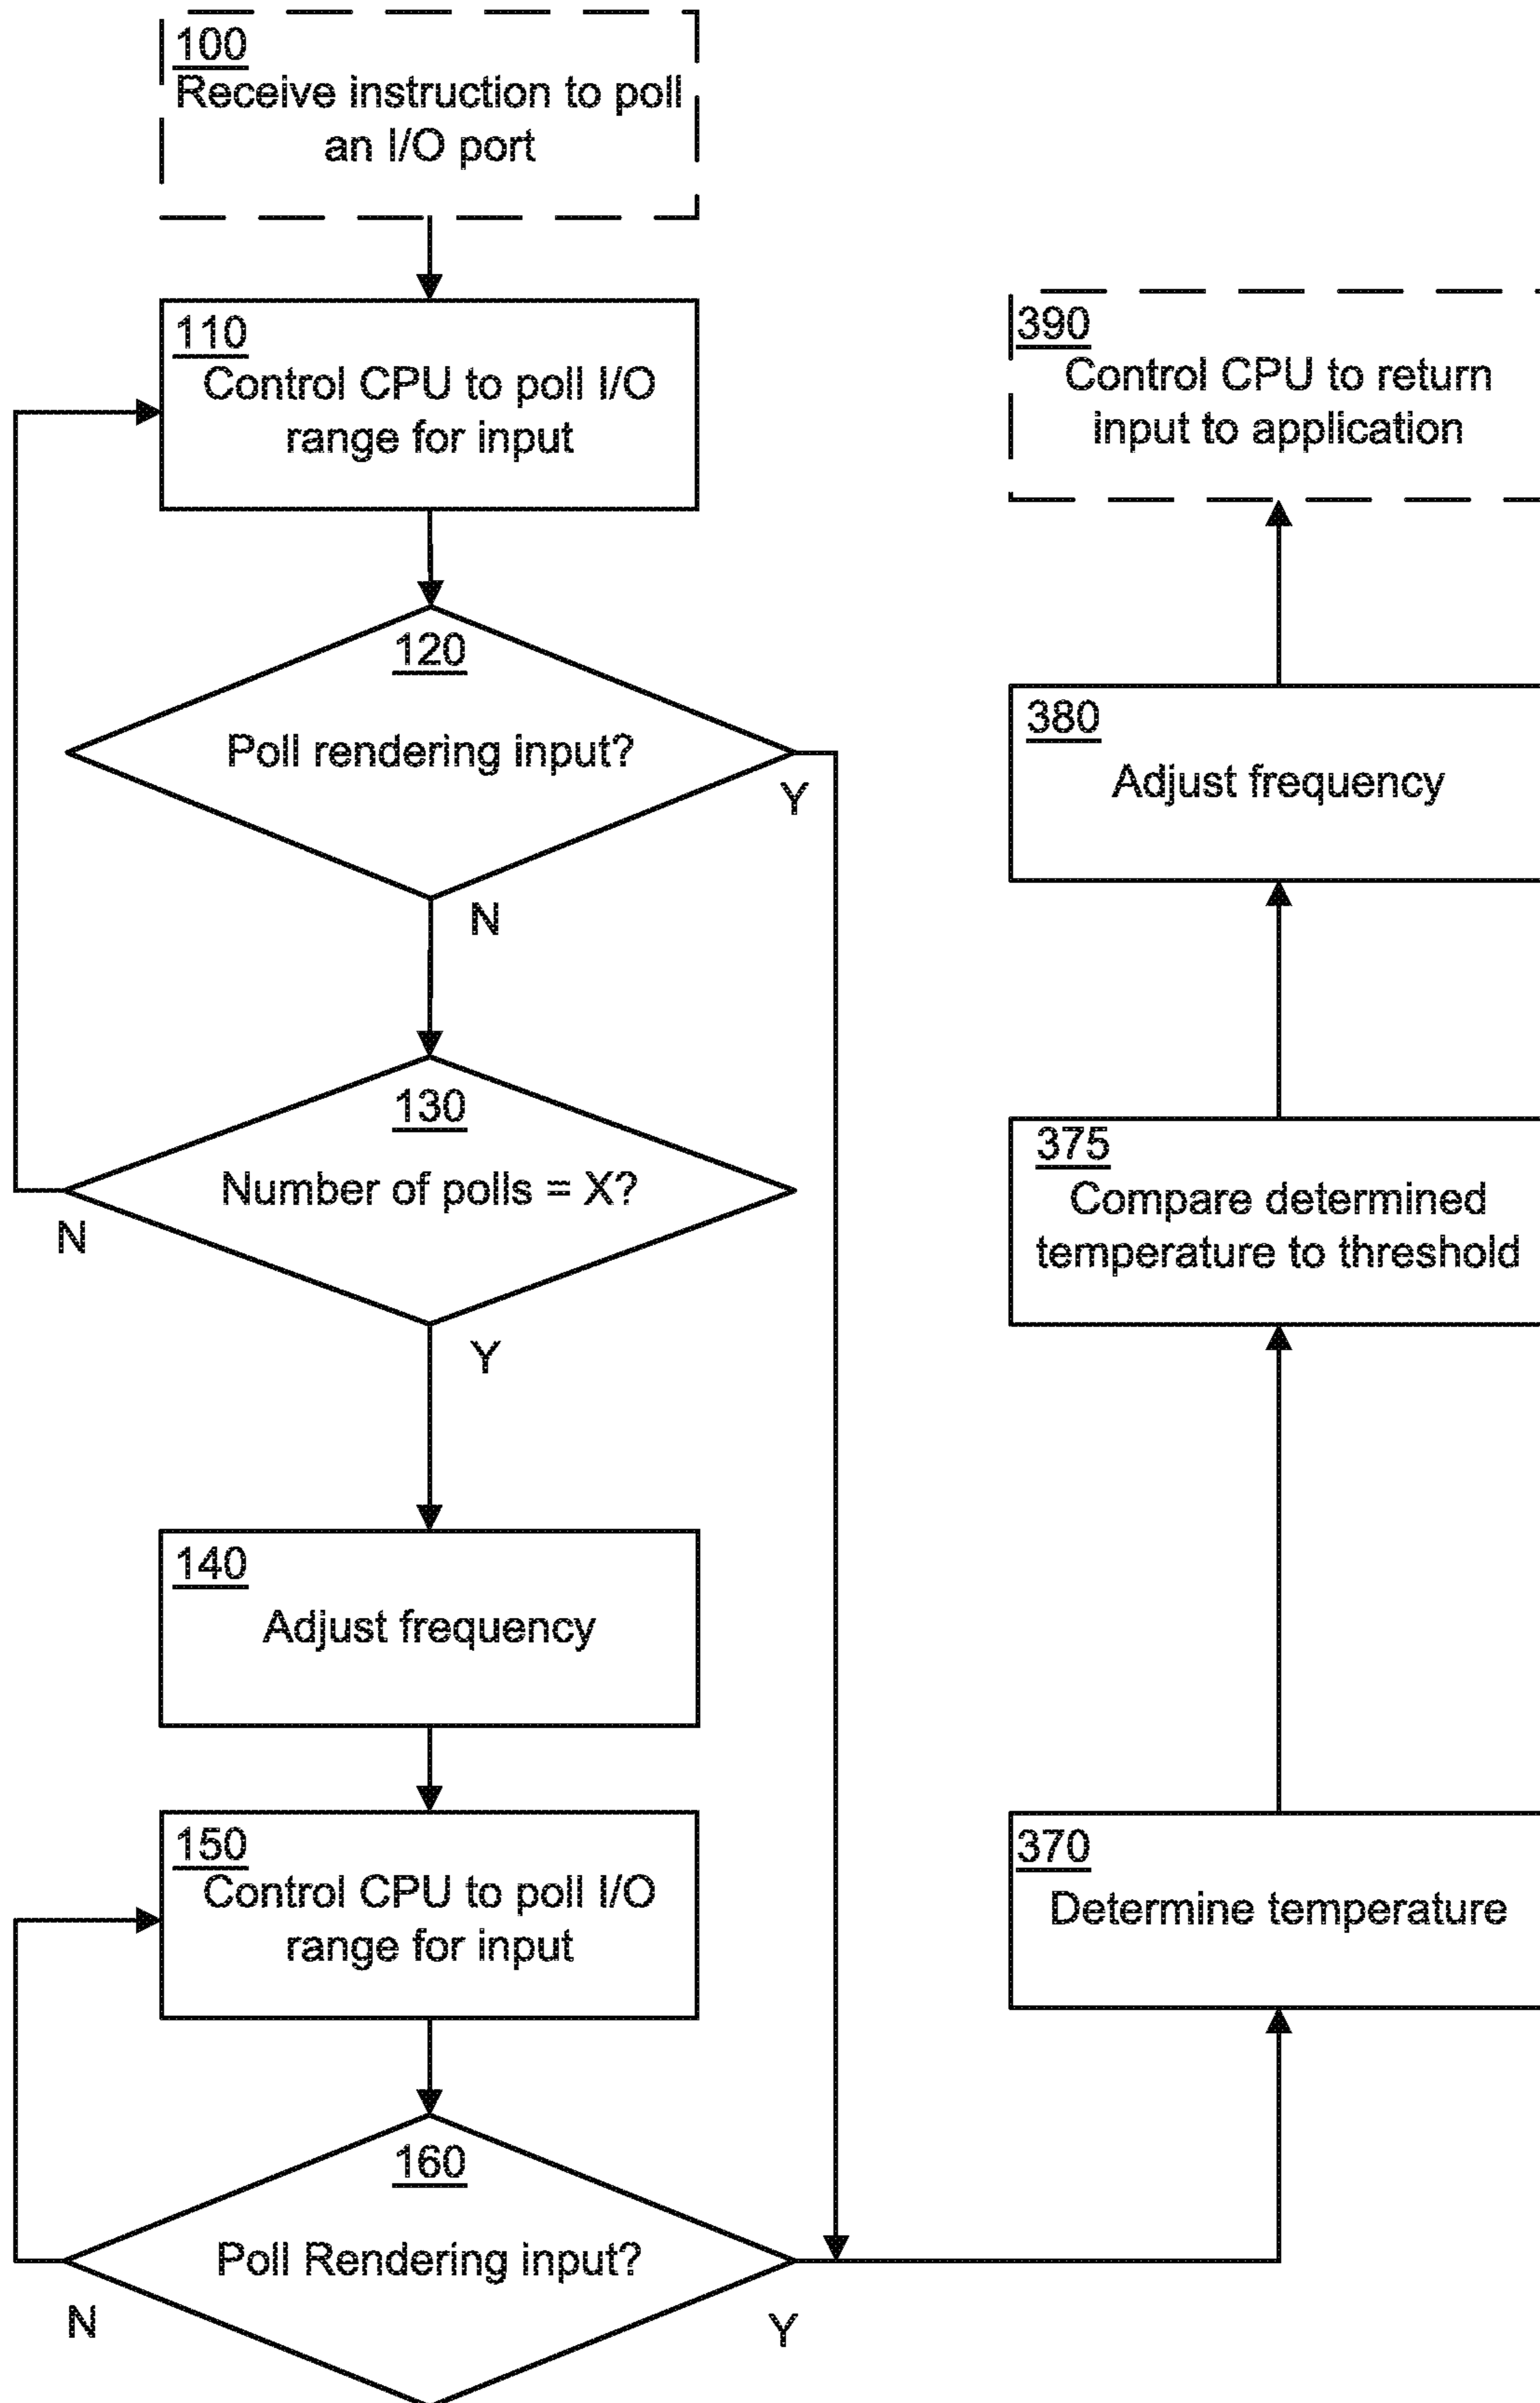 100
Receive instruction to poll
an I/O port
110
Control CPU to poll I/O
range for input
120
Poll rendering input?
Y
N
130
Number of polls = X?
N
Y
140
Adjust frequency
150
Control CPU to poll I/O
range for input
160
Poll Rendering input?
N
Y
370
Determine temperature
375
Compare determined
temperature to threshold
380
Adjust frequency
390
Control CPU to return
input to application